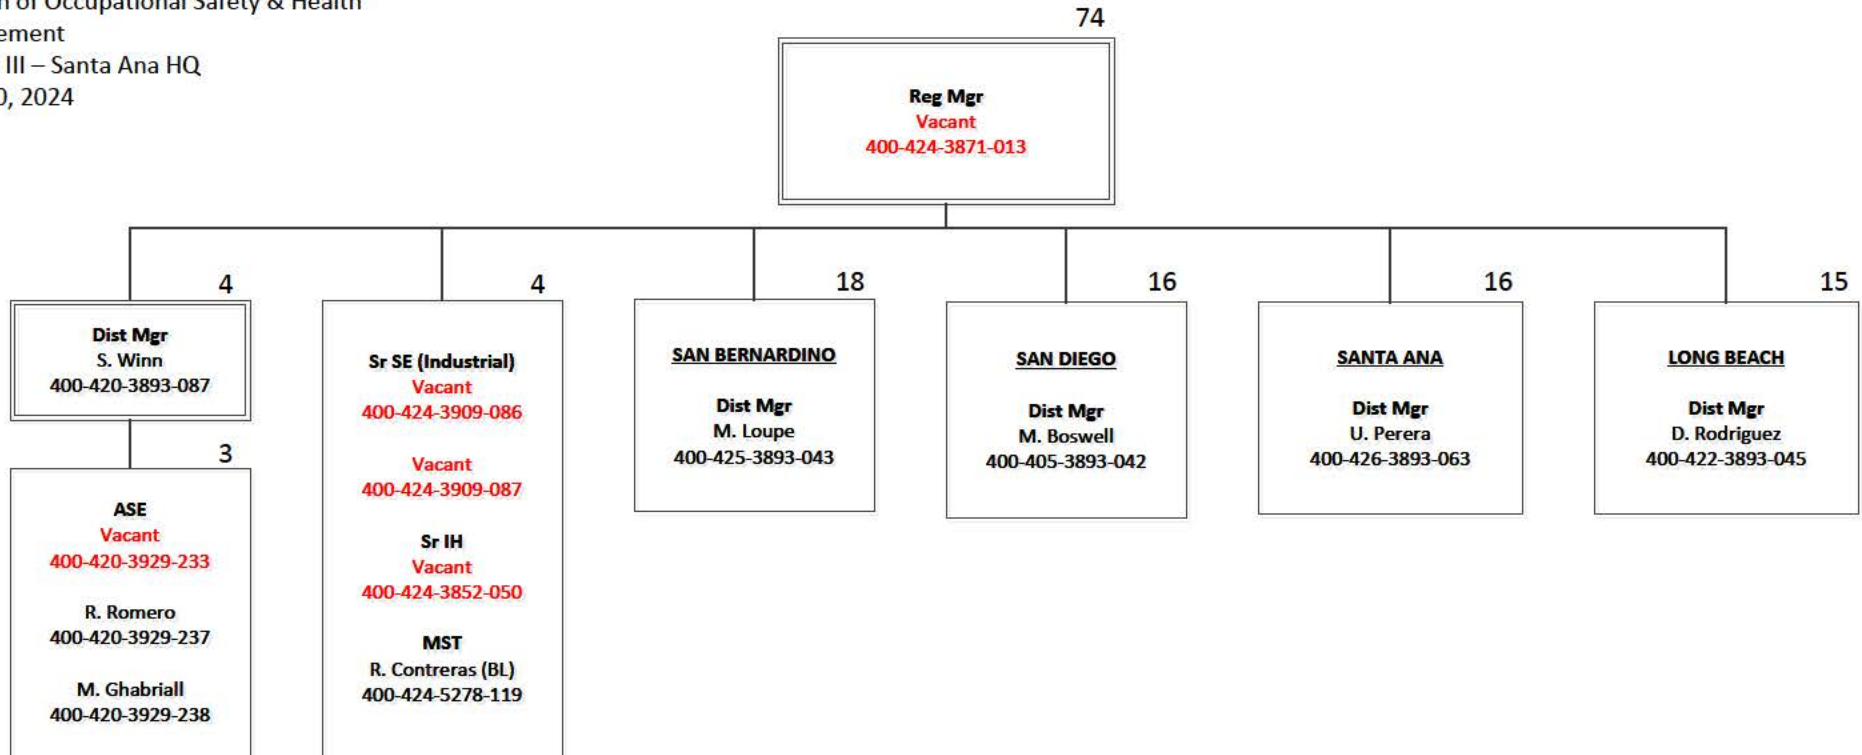 n of Occupational Safety & Health
ement
III – Santa Ana HQ
0, 2024
74
Reg Mgr
Vacant
400-424-3871-013
4
Dist Mgr
S. Winn
400-420-3893-087
3
ASE
Vacant
400-420-3929-233
R. Romero
400-420-3929-237
M. Ghabriall
400-420-3929-238
4
Sr SE (Industrial)
Vacant
400-424-3909-086
Vacant
400-424-3909-087
Sr IH
Vacant
400-424-3852-050
MST
R. Contreras (BL)
400-424-5278-119
18
SAN BERNARDINO
Dist Mgr
M. Loupe
400-425-3893-043
16
SAN DIEGO
Dist Mgr
M. Boswell
400-405-3893-042
16
SANTA ANA
Dist Mgr
U. Perera
400-426-3893-063
15
LONG BEACH
Dist Mgr
D. Rodriguez
400-422-3893-045